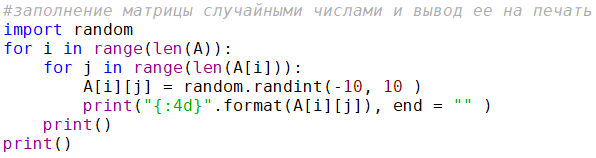 #заполнение матрицы случайными числами и вывод ее на печать
import random
for i in range(len(A)):
    for j in range(len(A[i])):
        A[i][j] = random.randint(-10, 10 )
        print("{:4d}".format(A[i][j]), end = "" )
    print()
print()